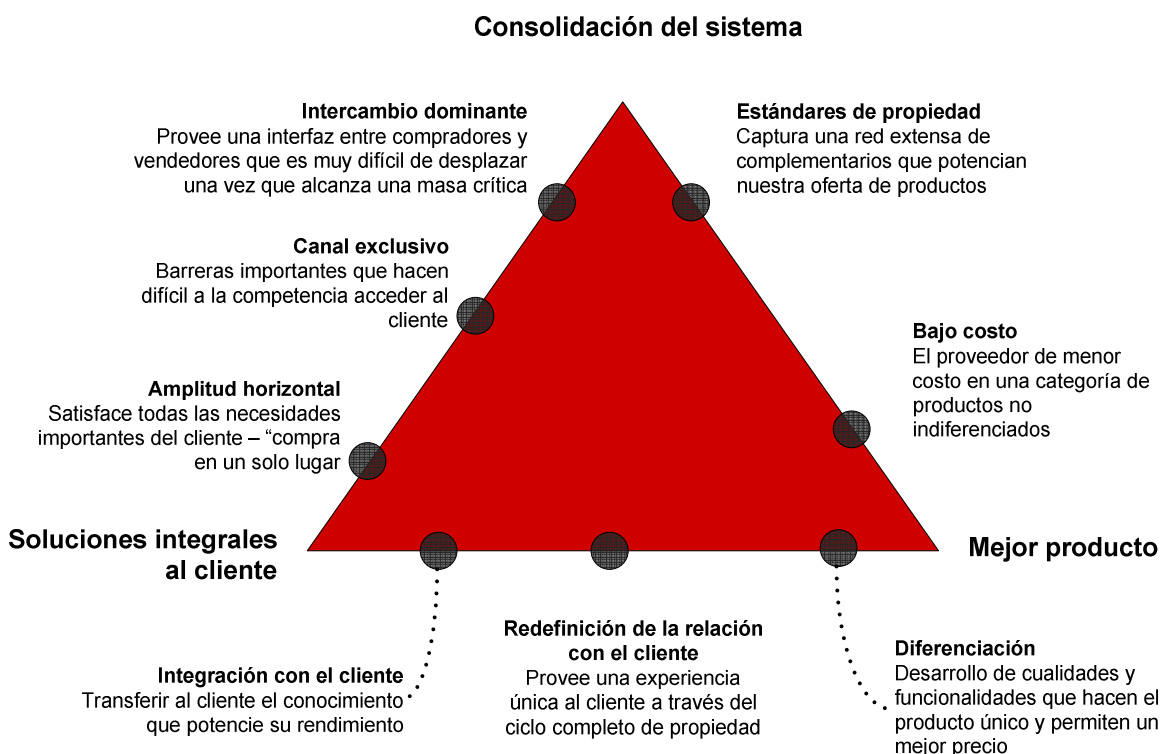 Consolidación del sistema
Intercambio dominante
Provee una interfaz entre compradores y
vendedores que es muy difícil de desplazar
una vez que alcanza una masa crítica
Estándares de propiedad
Captura una red extensa de
complementarios que potencian
nuestra oferta de productos
Canal exclusivo
Barreras importantes que hacen
difícil a la competencia acceder al
cliente
Bajo costo
El proveedor de menor
costo en una categoría de
productos no
indiferenciados
Amplitud horizontal
Satisface todas las necesidades
importantes del cliente – “compra
en un solo lugar
Soluciones integrales
al cliente
Mejor producto
Integración con el cliente
Transferir al cliente el conocimiento
que potencie su rendimiento
Redefinición de la relación
con el cliente
Provee una experiencia
única al cliente a través del
ciclo completo de propiedad
Diferenciación
Desarrollo de cualidades y
funcionalidades que hacen el
producto único y permiten un
mejor precio